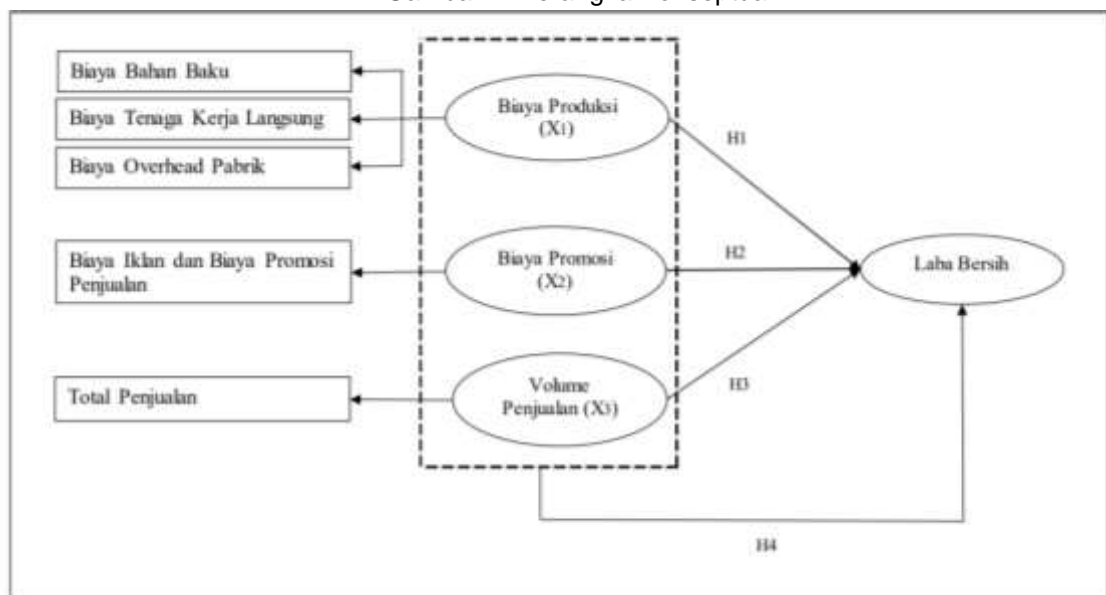 Biaya Bahan Baku
Biaya Tenaga Kerja Langsung
Biaya Overhead Pabrik
Biaya Iklan dan Biaya Promosi
Penjualan
Total Penjualan
Biaya Produksi
(X1)
Biaya Promosi
(X2)
Volume
Penjualan (X3)
H1
H2
H3
H4
Laba Bersih